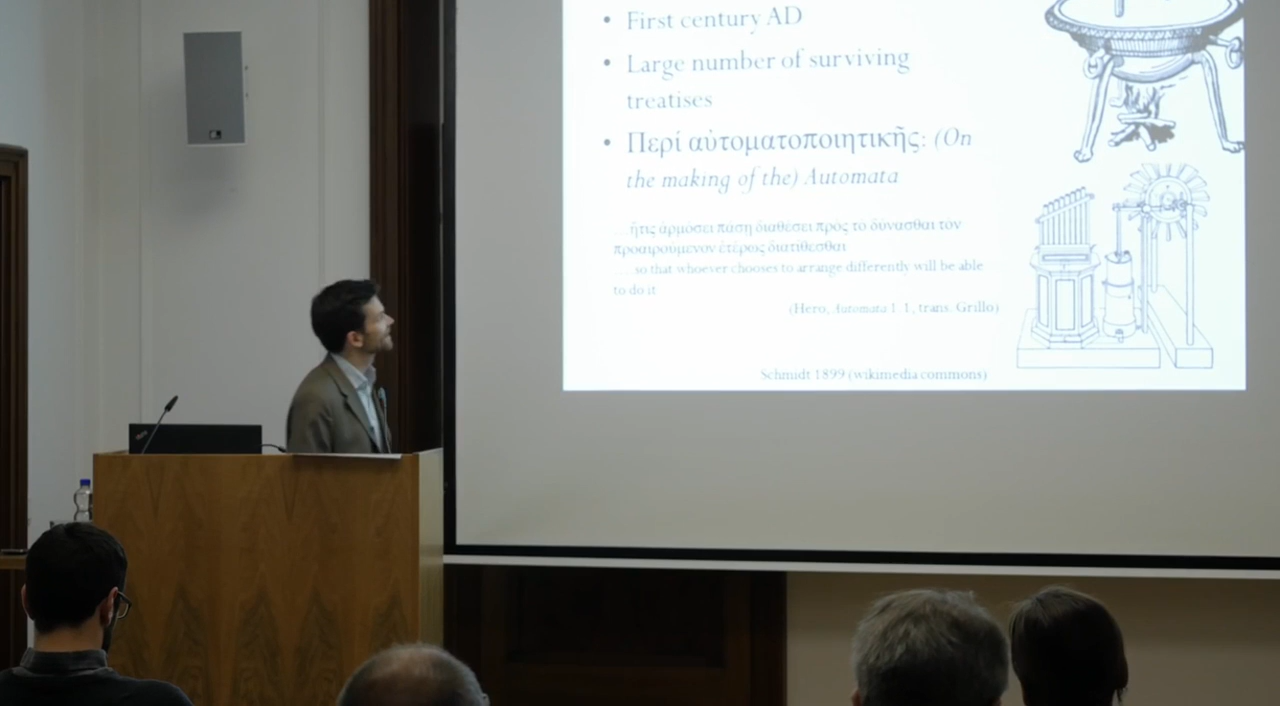 • First century AD
• Large number of surviving
treatises
• Περί αὐτοματοποιητικῆς: (On
the making of the) Automata
… ἥτις ἁρμόσει πάσῃ διαθέσει πρὸς τὸ δύνασθαι τὸν
προαιρούμενον ἑτέρως διατίθεσθαι
… so that whoever chooses to arrange differently will be able
to do it
(Hero, Automata 1.1, trans. Grillo)
Schmidt 1899 (wikimedia commons)